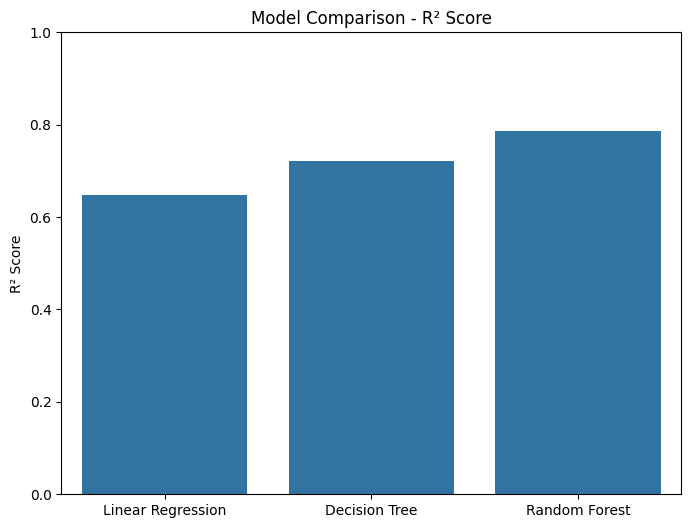 Model Comparison - R² Score
1.0
0.8
0.6
0.4
0.2
0.0
R² Score
Linear Regression
Decision Tree
Random Forest